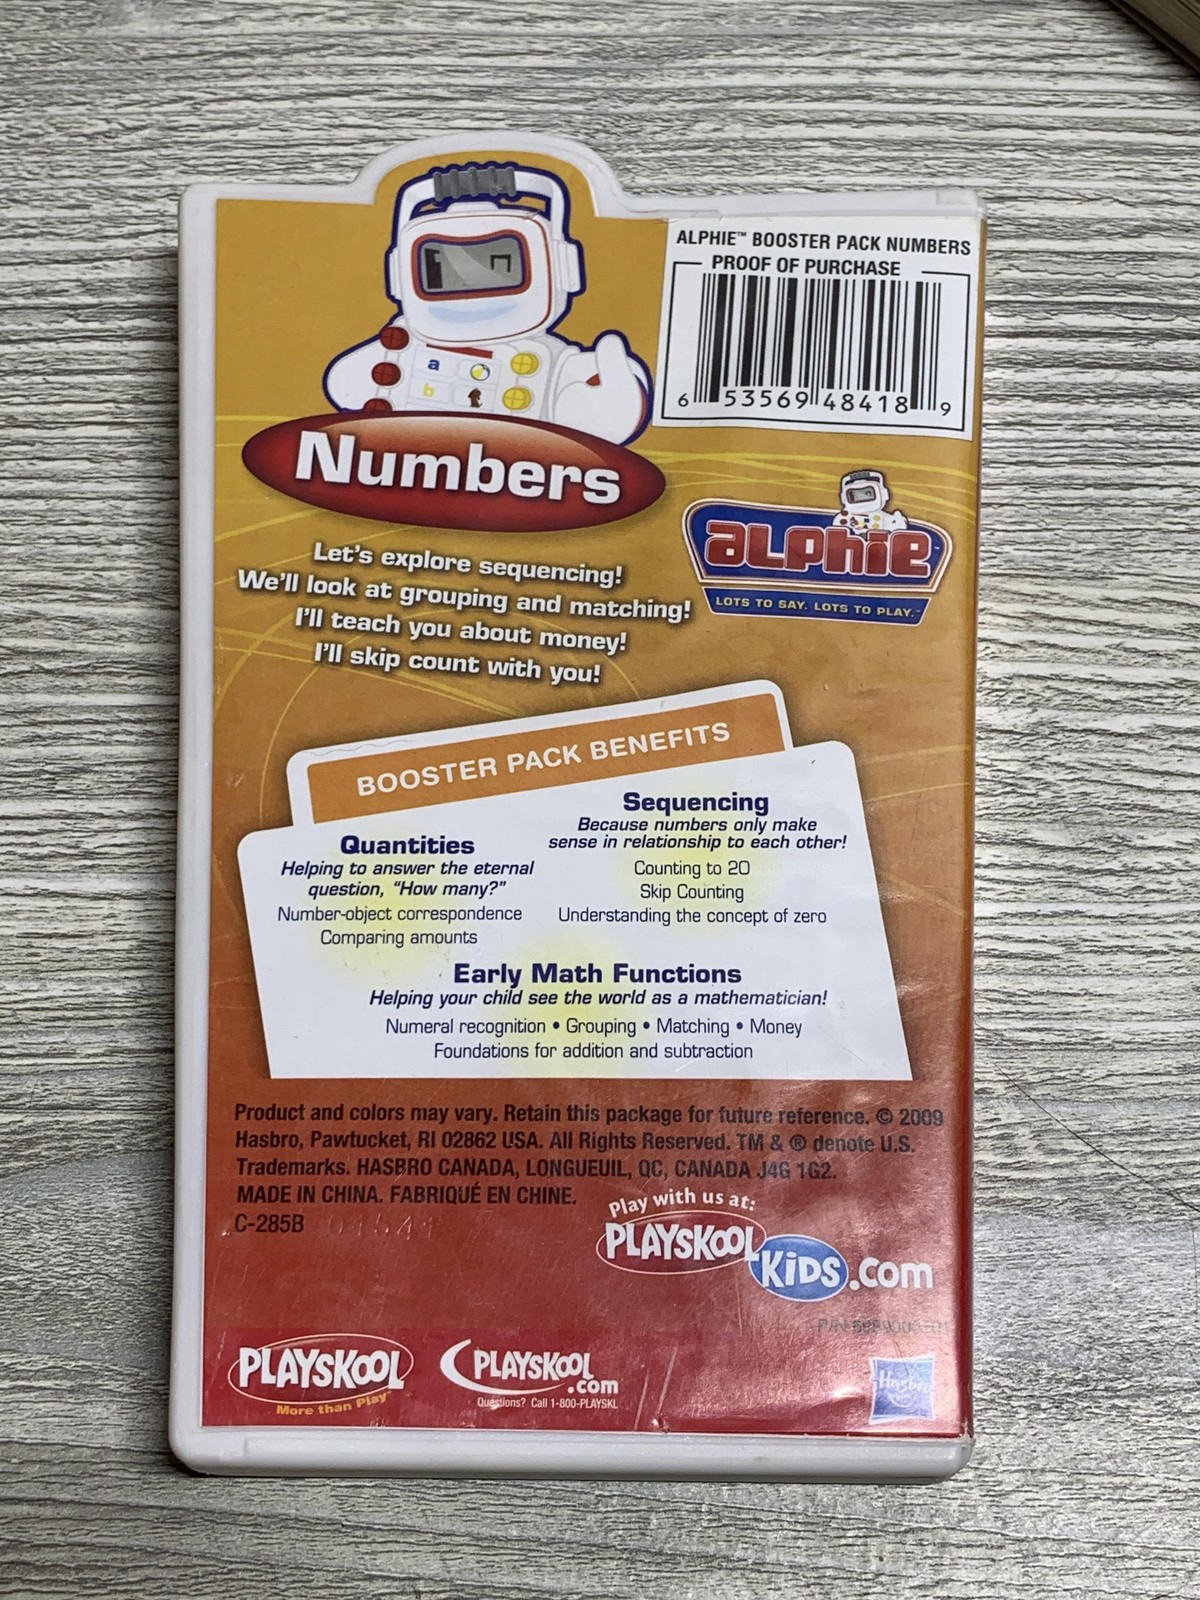 ALPHIE™ BOOSTER PACK NUMBERS
PROOF OF PURCHASE
6 53569 48418 9
a
b
Numbers
aLPhiE
LOTS TO SAY. LOTS TO PLAY.™
Let's explore sequencing!
We'll look at grouping and matching!
I'll teach you about money!
I'll skip count with you!
BOOSTER PACK BENEFITS
Quantities
Helping to answer the eternal
question, "How many?"
Number-object correspondence
Comparing amounts
Sequencing
Because numbers only make
sense in relationship to each other!
Counting to 20
Skip Counting
Understanding the concept of zero
Early Math Functions
Helping your child see the world as a mathematician!
Numeral recognition • Grouping • Matching • Money
Foundations for addition and subtraction
Product and colors may vary. Retain this package for future reference. © 2009
Hasbro, Pawtucket, RI 02862 USA. All Rights Reserved. TM & ® denote U.S.
Trademarks. HASBRO CANADA, LONGUEUIL, QC, CANADA J4G 1G2.
MADE IN CHINA. FABRIQUÉ EN CHINE.
C-285B
Play with us at:
PLAYSKOOL KiDS.com
P/N
PLAYSKOOL
More than Play™
PLAYSKOOL.com
Questions? Call 1-800-PLAYSKL
Hasbro